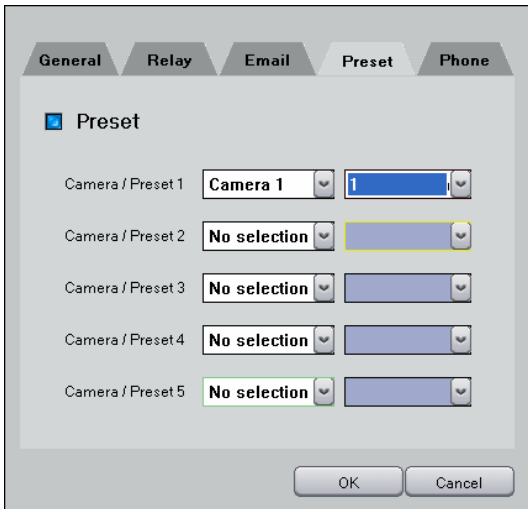 General Relay Email Preset Phone
Preset
Camera / Preset 1 Camera 1 1
Camera / Preset 2 No selection
Camera / Preset 3 No selection
Camera / Preset 4 No selection
Camera / Preset 5 No selection
OK Cancel